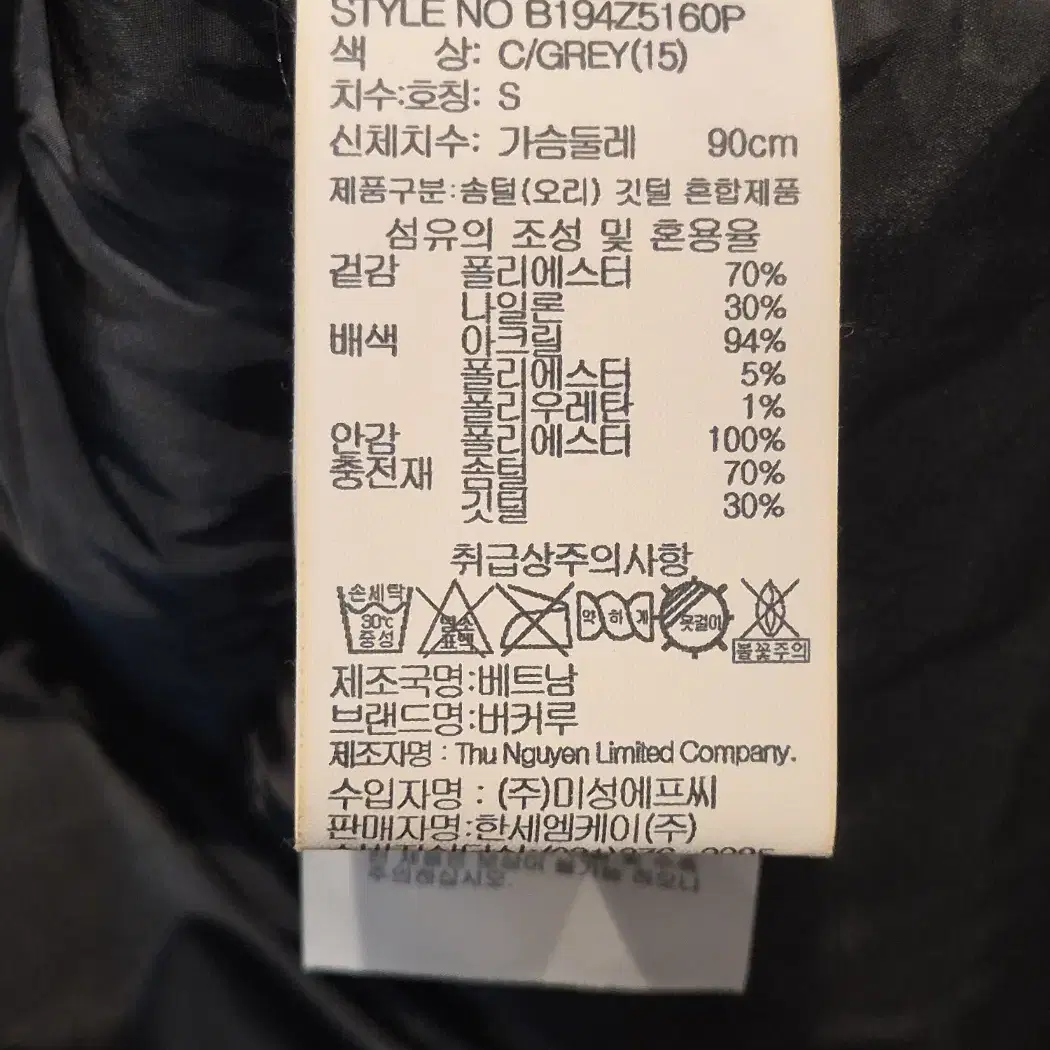 STYLE NO B194Z5160P
색 상: C/GREY(15)
치수:호칭: S
신체치수: 가슴둘레 90cm
제품구분:솜털(오리) 깃털 혼합제품
섬유의 조성 및 혼용율
겉감 폴리에스터 70%
나일론 30%
배색 아크릴 94%
폴리에스터 5%
폴리우레탄 1%
안감 폴리에스터 100%
충전재 솜털 70%
깃털 30%
취급상주의사항
손세탁 30℃ 중성
염소 표백
약하게
옷걸이
불꽃주의
제조국명:베트남
브랜드명:버커루
제조자명 : Thu Nguyen Limited Company.
수입자명 : (주)미성에프씨
판매자명:한세엠케이(주)
주의하십시오.